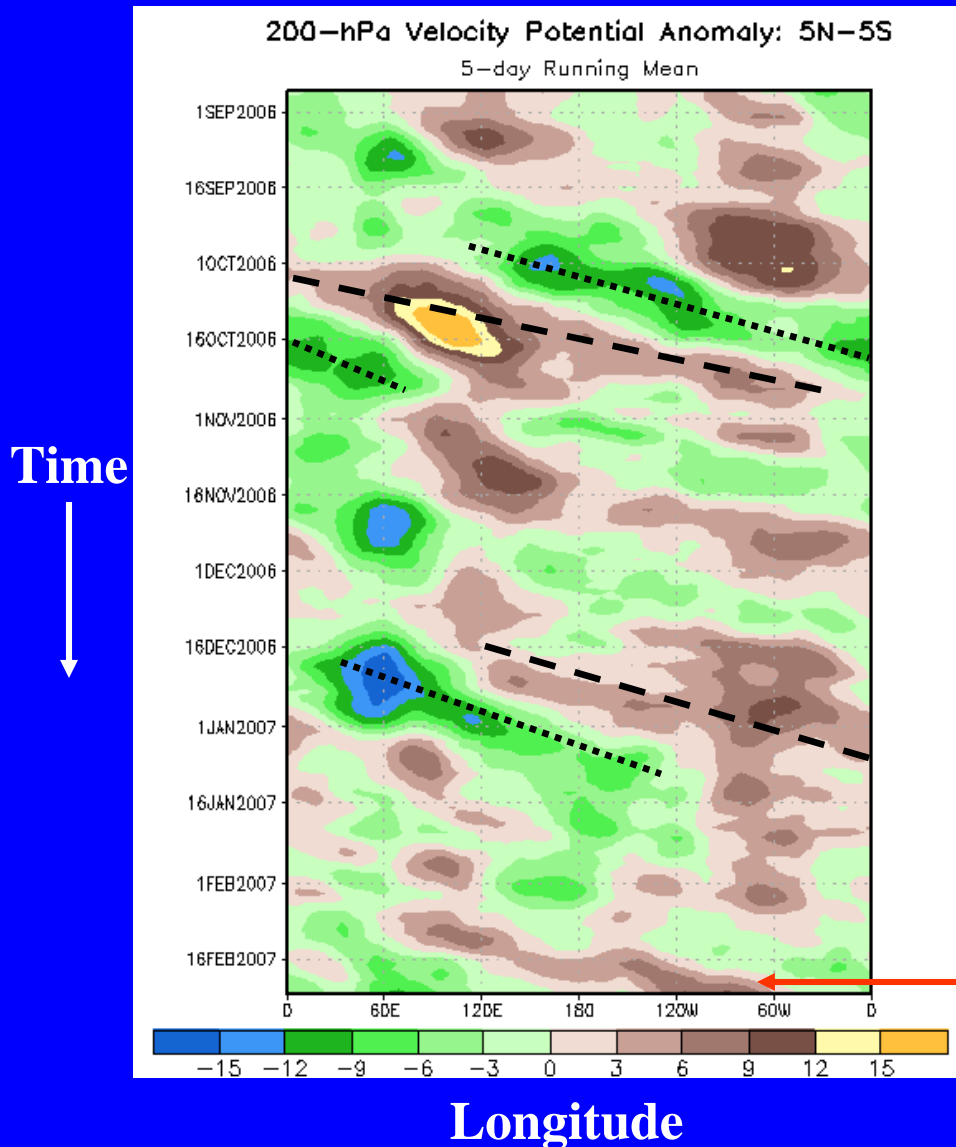 200-hPa Velocity Potential Anomaly: 5N-5S
5-day Running Mean
1SEP2006
16SEP2006
1OCT2006
16OCT2006
1NOV2006
Time
16NOV2006
1DEC2006
16DEC2006
1JAN2007
16JAN2007
1FEB2007
16FEB2007
0 60E 120E 180 120W 60W 0
-15 -12 -9 -6 -3 0 3 6 9 12 15
Longitude